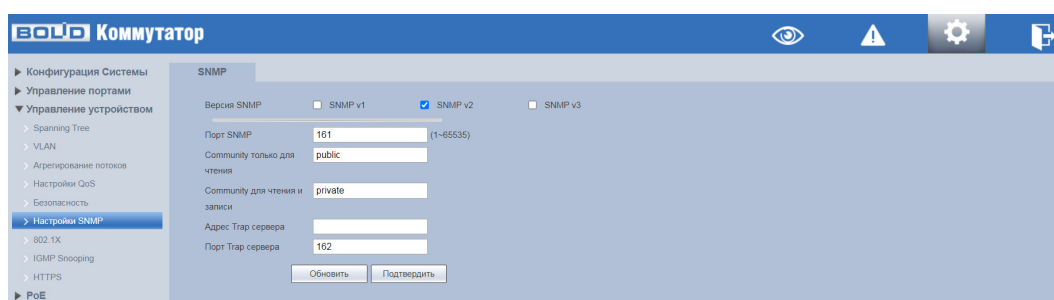 BOLID Коммутатор
Конфигурация Системы
Управление портами
Управление устройством
Spanning Tree
VLAN
Агрегирование потоков
Настройки QoS
Безопасность
Настройки SNMP
802.1X
IGMP Snooping
HTTPS
PoE
SNMP
Версия SNMP SNMP v1 SNMP v2 SNMP v3
Порт SNMP 161 (1~65535)
Community только для public
чтения
Community для чтения и private
записи
Адрес Trap сервера
Порт Trap сервера 162
Обновить Подтвердить